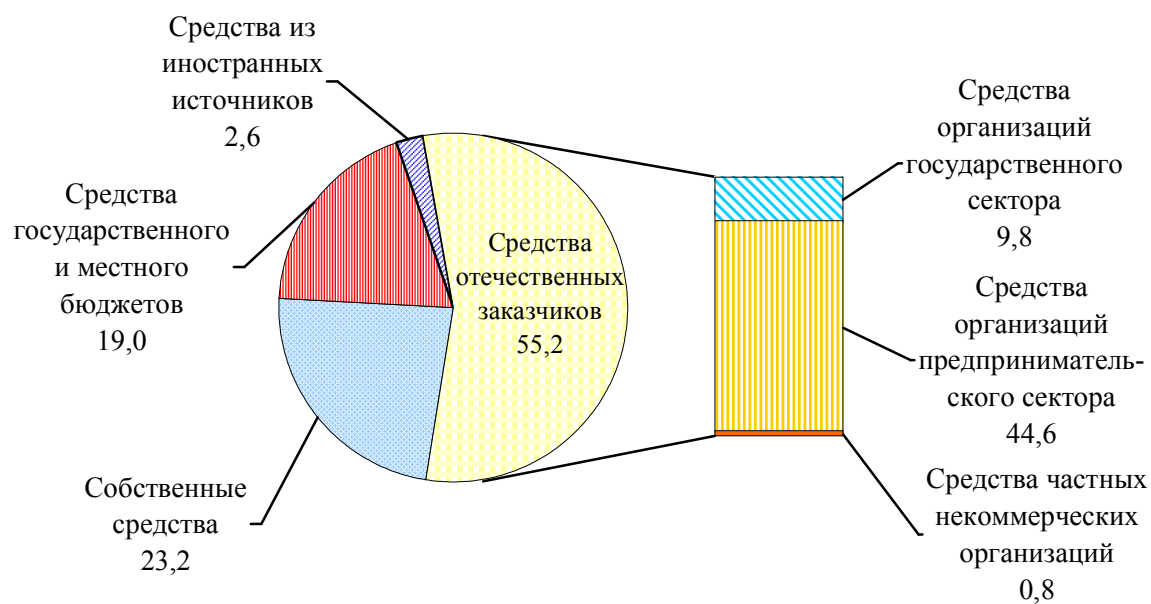 Средства из
иностранных
источников
2,6
Средства
государственного
и местного
бюджетов
19,0
Собственные
средства
23,2
Средства
отечественных
заказчиков
55,2
Средства
организаций
государственного
сектора
9,8
Средства
организаций
предприниматель-
ского сектора
44,6
Средства частных
некоммерческих
организаций
0,8